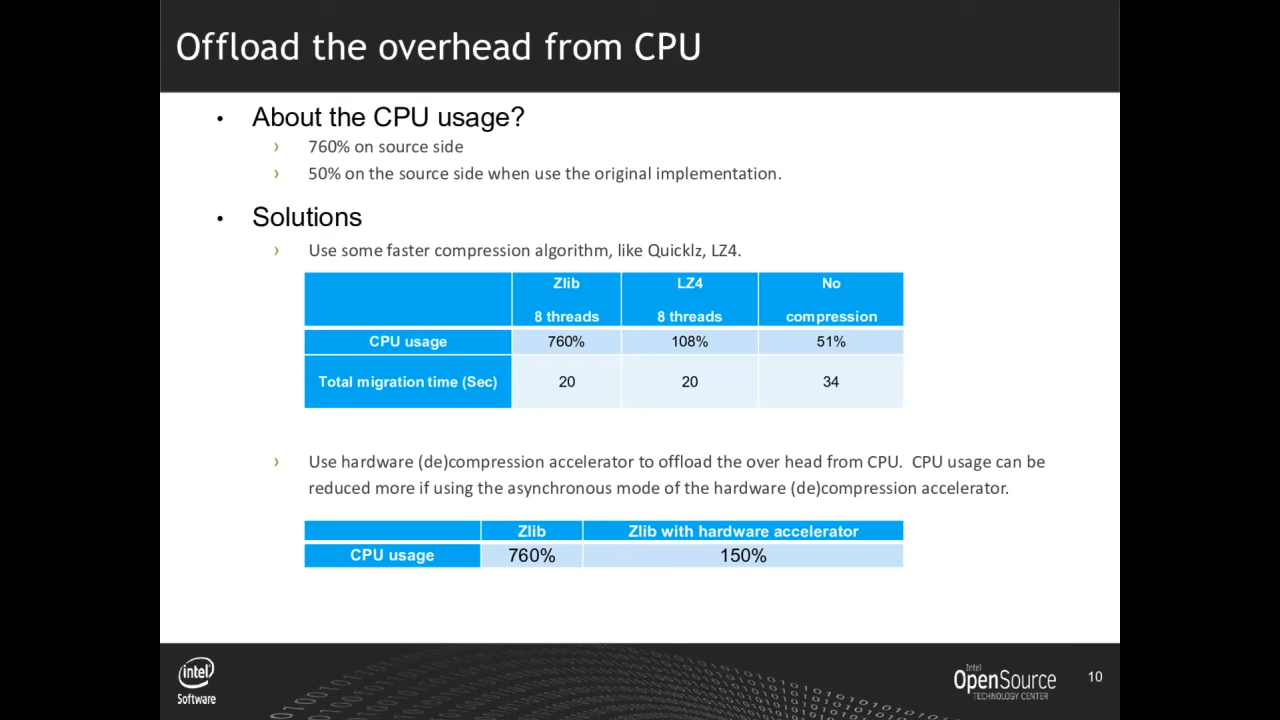 Offload the overhead from CPU
• About the CPU usage?
› 760% on source side
› 50% on the source side when use the original implementation.
• Solutions
› Use some faster compression algorithm, like Quicklz, LZ4.
Zlib LZ4 No
8 threads 8 threads compression
CPU usage 760% 108% 51%
Total migration time (Sec) 20 20 34
› Use hardware (de)compression accelerator to offload the over head from CPU. CPU usage can be
reduced more if using the asynchronous mode of the hardware (de)compression accelerator.
Zlib Zlib with hardware accelerator
CPU usage 760% 150%
intel
Software
Intel
OpenSource
TECHNOLOGY CENTER
10